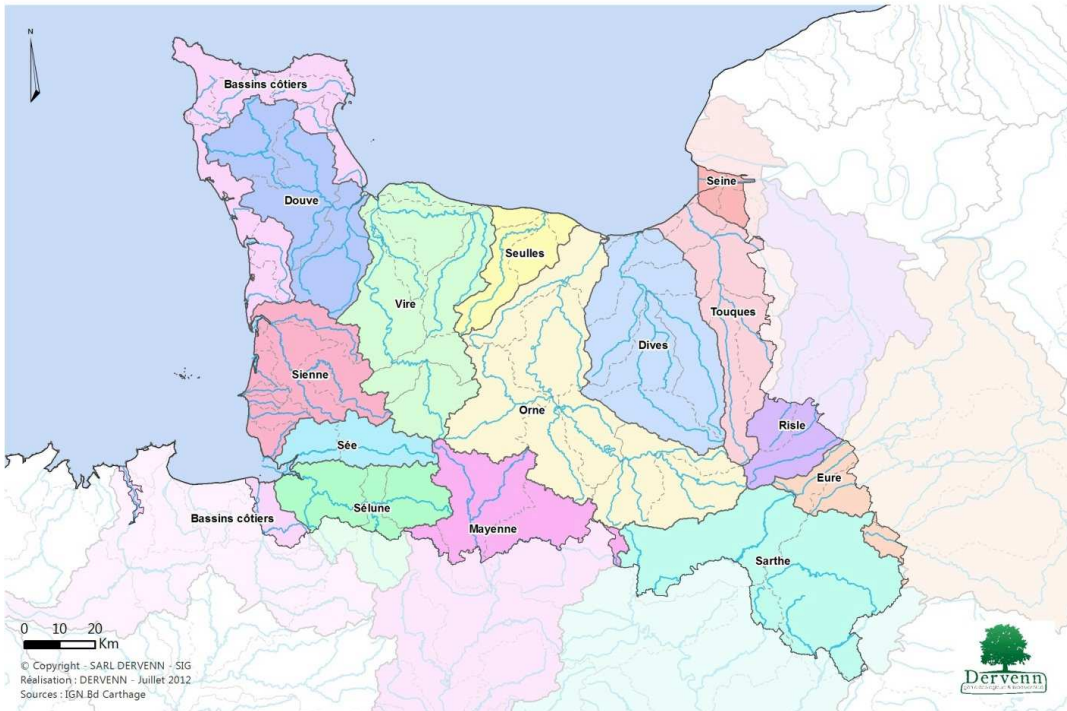 N
Bassins côtiers
Seine
Douve
Seulles
Vire
Touques
Dives
Sienne
Orne
Risle
Sée
Eure
Sélune
Bassins côtiers
Mayenne
Sarthe
0 10 20
Km
© Copyright - SARL DERVENN - SIG
Réalisation : DERVENN - Juillet 2012
Sources : IGN Bd Carthage
Dervenn